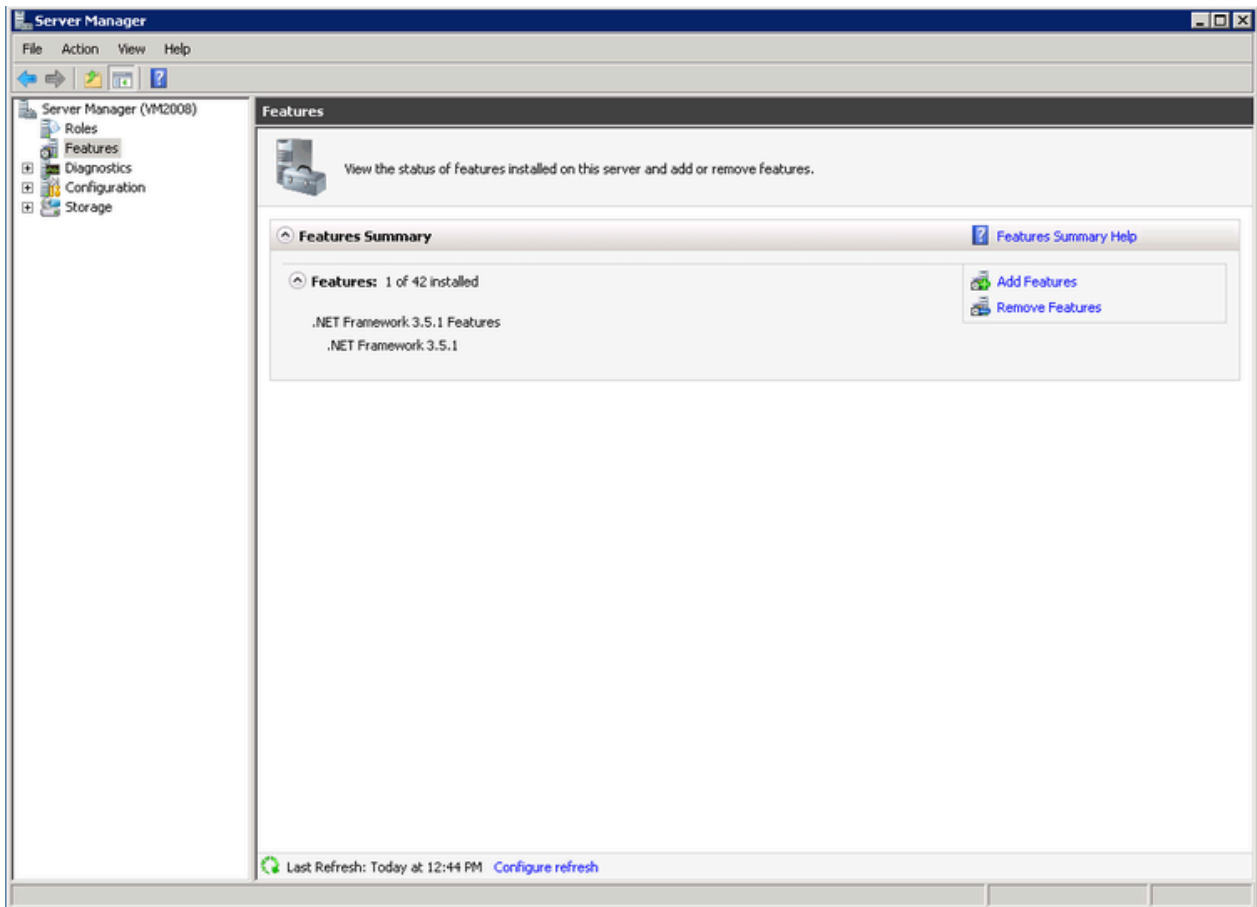 Server Manager
File Action View Help
Server Manager (VM2008)
Roles
Features
Diagnostics
Configuration
Storage
Features
View the status of features installed on this server and add or remove features.
Features Summary
Features Summary Help
Features: 1 of 42 installed
Add Features
Remove Features
.NET Framework 3.5.1 Features
.NET Framework 3.5.1
Last Refresh: Today at 12:44 PM Configure refresh